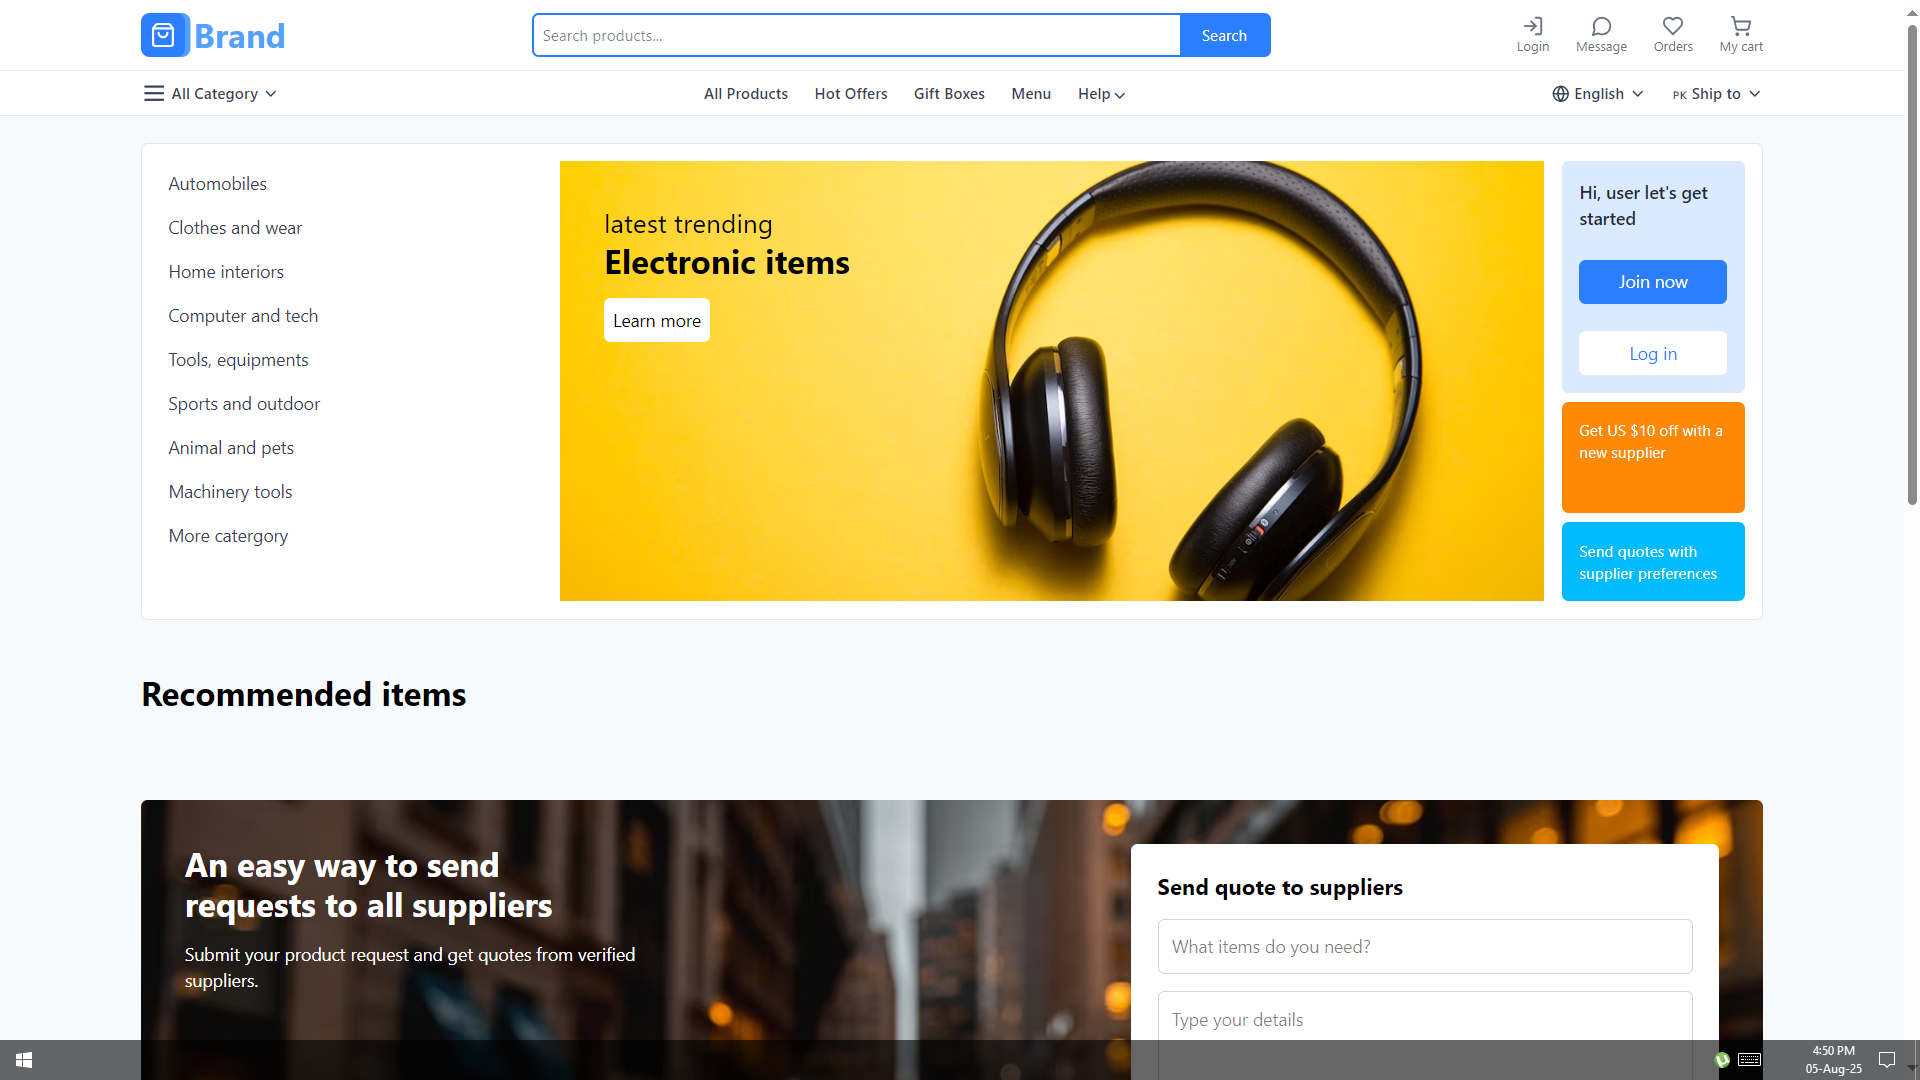 Brand
Search products...
Search
Login
Message
Orders
My cart
All Category
All Products
Hot Offers
Gift Boxes
Menu
Help
English
PK Ship to
Automobiles
Clothes and wear
Home interiors
Computer and tech
Tools, equipments
Sports and outdoor
Animal and pets
Machinery tools
More catergory
latest trending
Electronic items
Learn more
Hi, user let's get
started
Join now
Log in
Get US $10 off with a
new supplier
Send quotes with
supplier preferences
Recommended items
An easy way to send
requests to all suppliers
Submit your product request and get quotes from verified
suppliers.
Send quote to suppliers
What items do you need?
Type your details
4:50 PM
05-Aug-25